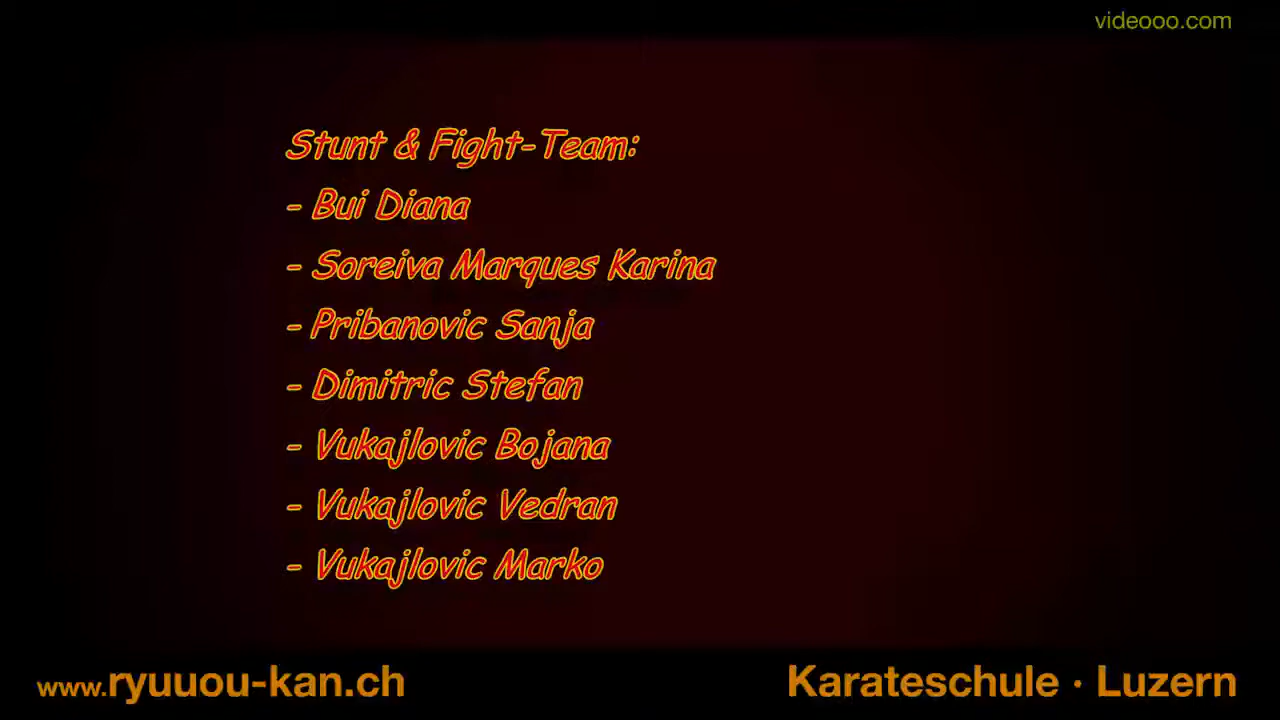 videooo.com
Stunt & Fight-Team:
- Bui Diana
- Soreiva Marques Karina
- Pribanovic Sanja
- Dimitric Stefan
- Vukajlovic Bojana
- Vukajlovic Vedran
- Vukajlovic Marko
www.ryuuou-kan.ch
Karateschule · Luzern